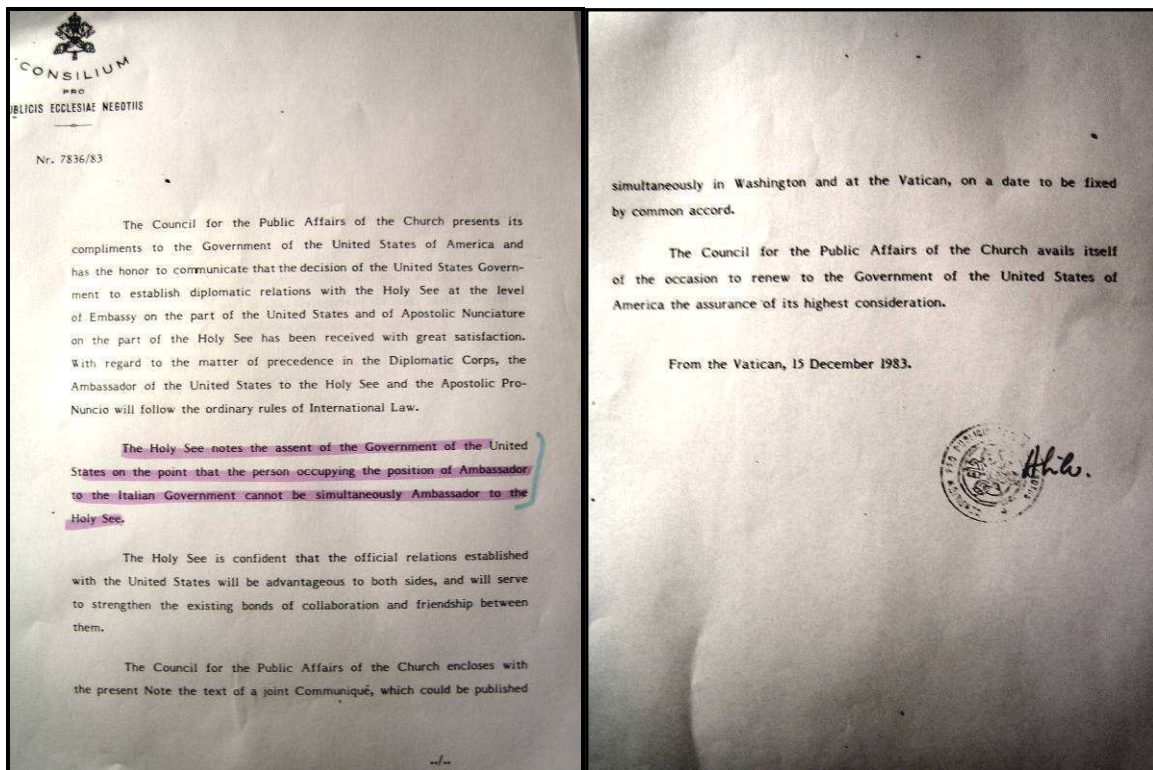 CONSILIUM
PRO
UBLICIS ECCLESIAE NEGOTIIS
Nr. 7836/83
The Council for the Public Affairs of the Church presents its
compliments to the Government of the United States of America and
has the honor to communicate that the decision of the United States Govern-
ment to establish diplomatic relations with the Holy See at the level
of Embassy on the part of the United States and of Apostolic Nunciature
on the part of the Holy See has been received with great satisfaction.
With regard to the matter of precedence in the Diplomatic Corps, the
Ambassador of the United States to the Holy See and the Apostolic Pro-
Nuncio will follow the ordinary rules of International Law.
The Holy See notes the assent of the Government of the United
States on the point that the person occupying the position of Ambassador
to the Italian Government cannot be simultaneously Ambassador to the
Holy See.
The Holy See is confident that the official relations established
with the United States will be advantageous to both sides, and will serve
to strengthen the existing bonds of collaboration and friendship between
them.
The Council for the Public Affairs of the Church encloses with
the present Note the text of a joint Communiqué, which could be published
../..
simultaneously in Washington and at the Vatican, on a date to be fixed
by common accord.
The Council for the Public Affairs of the Church avails itself
of the occasion to renew to the Government of the United States of
America the assurance of its highest consideration.
From the Vatican, 15 December 1983.